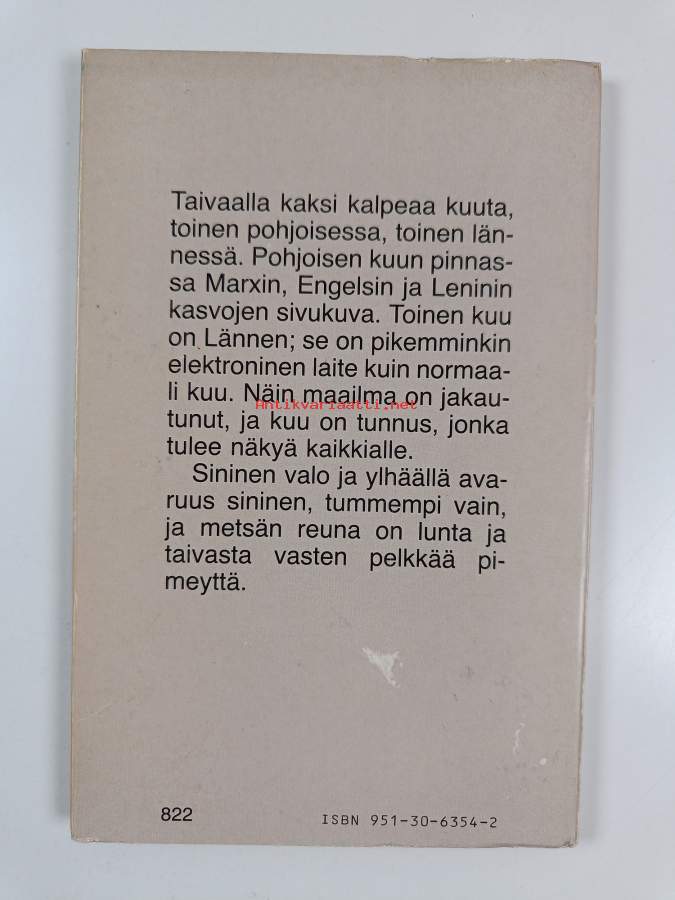 Taivaalla kaksi kalpeaa kuuta,
toinen pohjoisessa, toinen län-
nessä. Pohjoisen kuun pinnas-
sa Marxin, Engelsin ja Leninin
kasvojen sivukuva. Toinen kuu
on Lännen; se on pikemminkin
elektroninen laite kuin normaa-
li kuu. Näin maailma on jakau-
Antikvariaatti.net
tunut, ja kuu on tunnus, jonka
tulee näkyä kaikkialle.
Sininen valo ja ylhäällä ava-
ruus sininen, tummempi vain,
ja metsän reuna on lunta ja
taivasta vasten pelkkää pi-
meyttä.
822
ISBN 951-30-6354-2